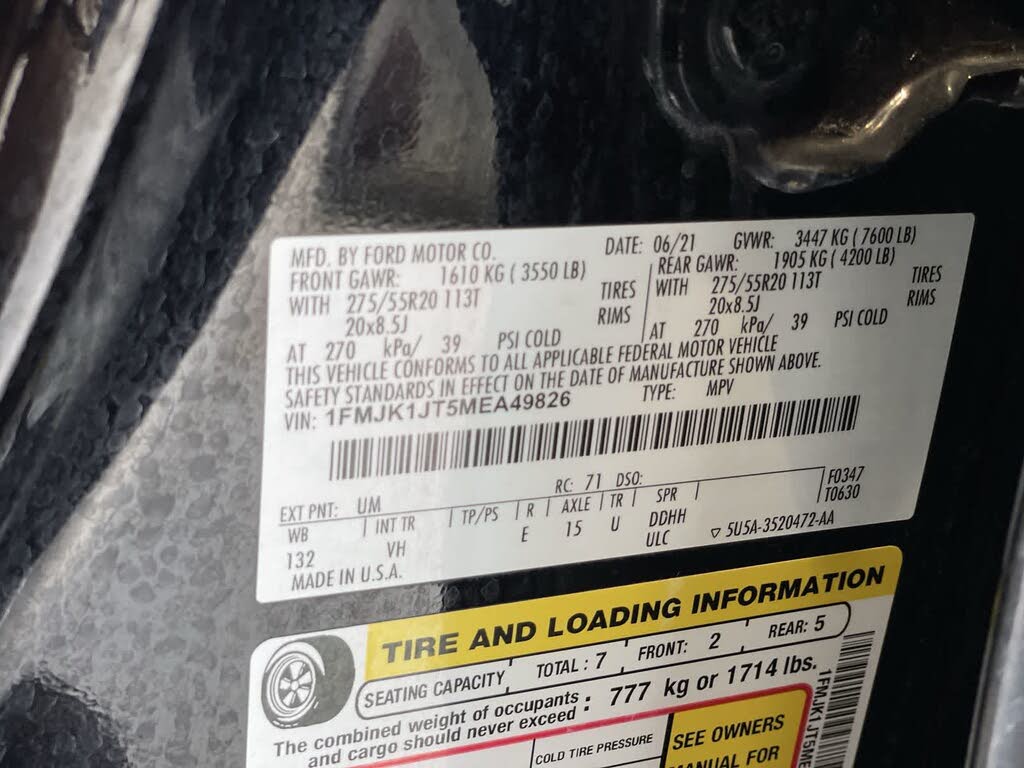 MFD. BY FORD MOTOR CO. DATE: 06/21 GVWR: 3447 KG ( 7600 LB)
FRONT GAWR: 1610 KG ( 3550 LB) REAR GAWR: 1905 KG ( 4200 LB)
WITH 275/55R20 113T TIRES WITH 275/55R20 113T TIRES
20x8.5J RIMS 20x8.5J RIMS
AT 270 kPa/ 39 PSI COLD AT 270 kPa/ 39 PSI COLD
THIS VEHICLE CONFORMS TO ALL APPLICABLE FEDERAL MOTOR VEHICLE
SAFETY STANDARDS IN EFFECT ON THE DATE OF MANUFACTURE SHOWN ABOVE.
VIN: 1FMJK1JT5MEA49826 TYPE: MPV
EXT PNT: UM RC: 71 DSO: F0347
WB INT TR TP/PS R AXLE TR SPR T0630
132 VH E 15 U DDHH
ULC ▽ 5U5A-3520472-AA
MADE IN U.S.A.
TIRE AND LOADING INFORMATION
SEATING CAPACITY TOTAL : 7 FRONT: 2 REAR: 5
The combined weight of occupants
and cargo should never exceed : 777 kg or 1714 lbs.
COLD TIRE PRESSURE
SEE OWNERS
MANUAL FOR
1FMJK1JT5ME